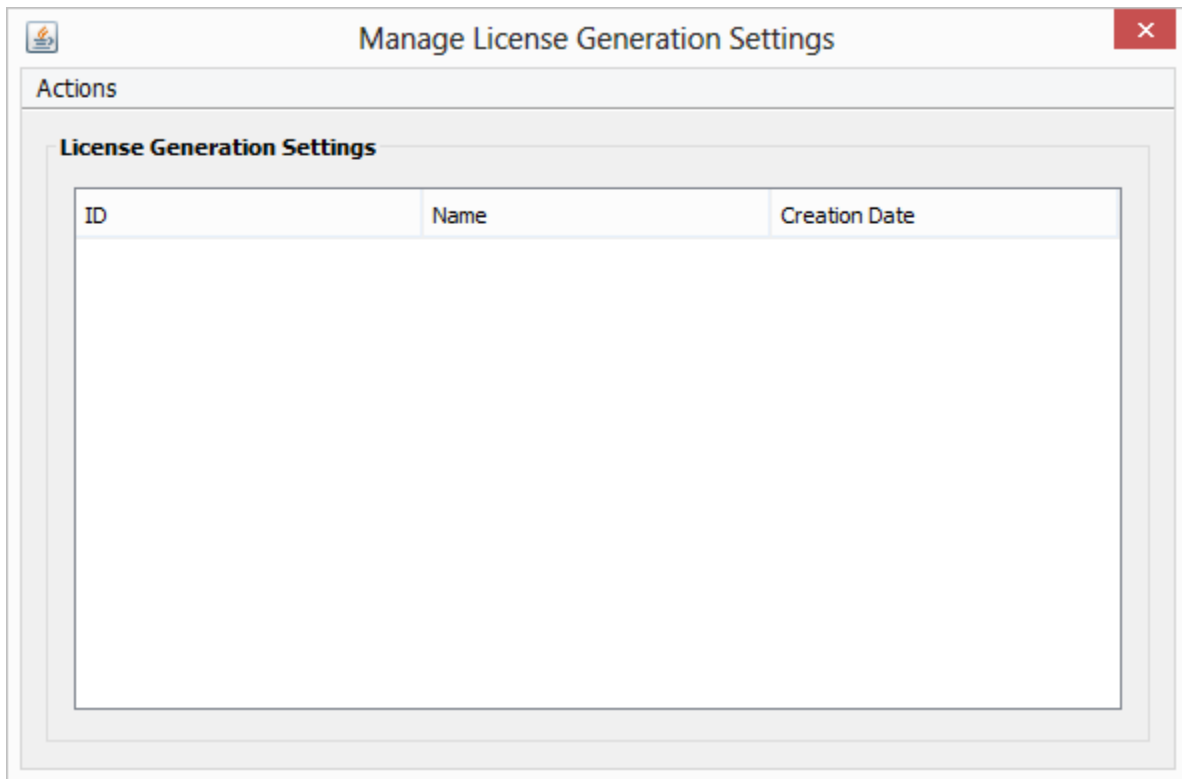 Manage License Generation Settings
Actions
License Generation Settings
ID Name Creation Date